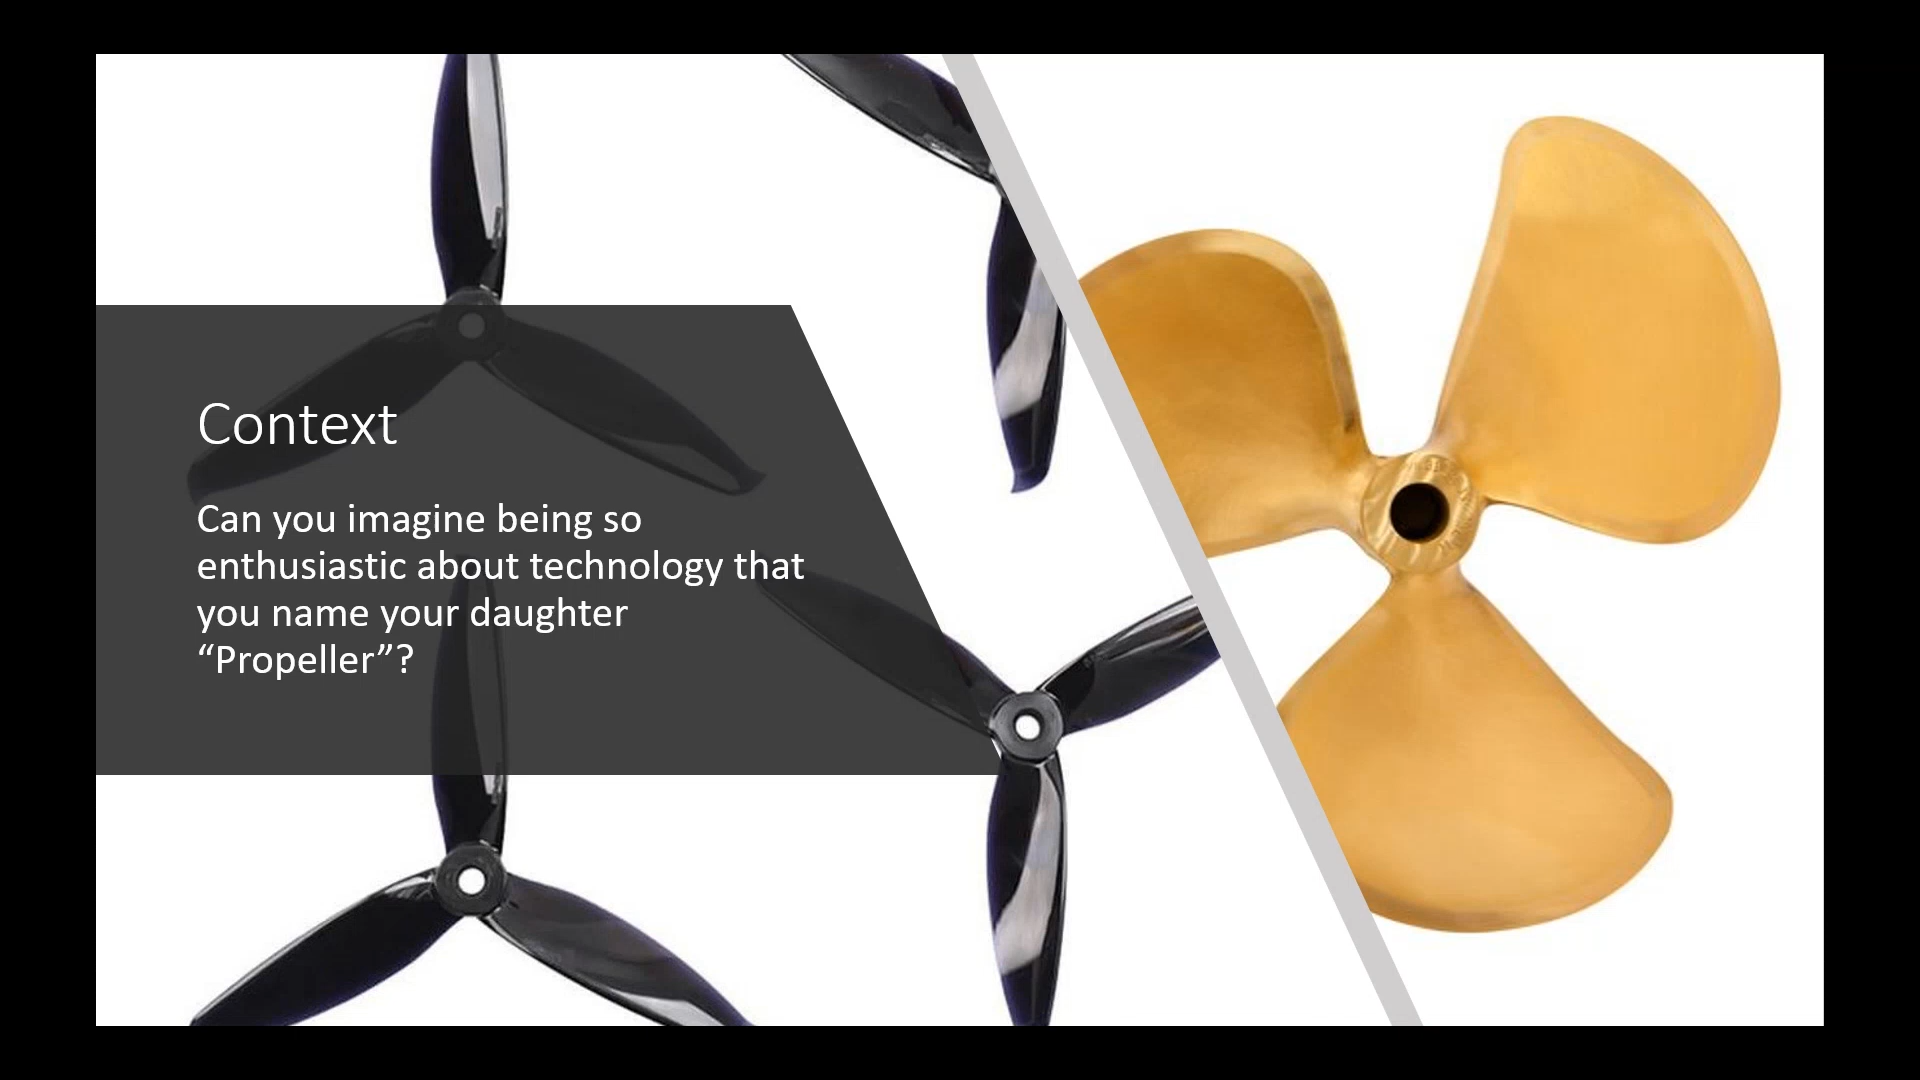 Context
Can you imagine being so
enthusiastic about technology that
you name your daughter
“Propeller”?